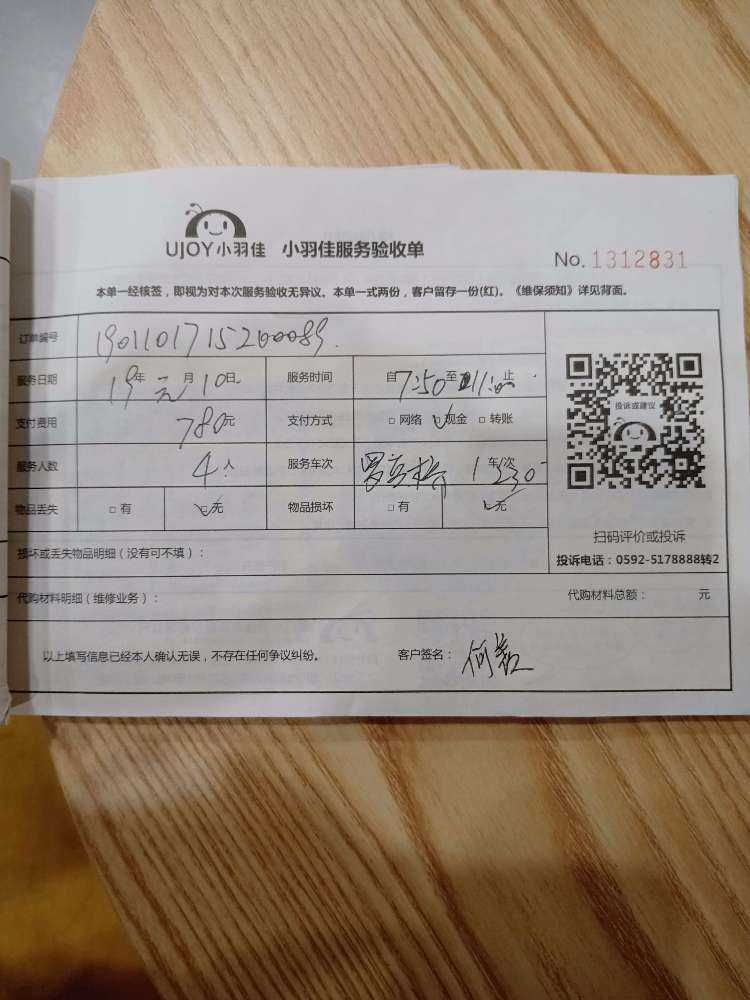 UJOY小羽佳 小羽佳服务验收单
No. 1312831
本单一经核签，即视为对本次服务验收无异议。本单一式两份，客户留存一份(红)。《维保须知》详见背面。
订单编号 1901101715200089
服务日期 19年元月10日 服务时间 自7:50至11:00止
支付费用 780元 支付方式 □网络 现金 □转账
服务人数 4人 服务车次 1车次 230
物品丢失 □有 □无 物品损坏 □有 □无
投诉或建议
扫码评价或投诉
投诉电话：0592-5178888转2
损坏或丢失物品明细（没有可不填）：
代购材料明细（维修业务）： 代购材料总额： 元
以上填写信息已经本人确认无误，不存在任何争议纠纷。 客户签名：何